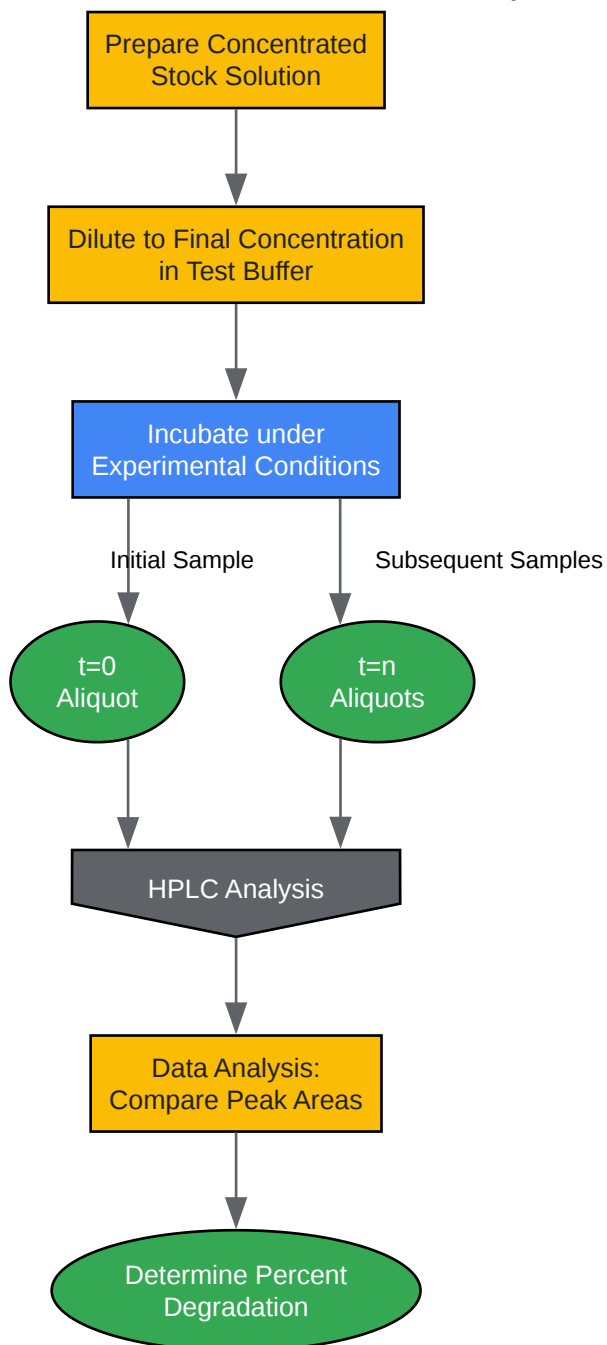 Prepare Concentrated
Stock Solution
Dilute to Final Concentration
in Test Buffer
Incubate under
Experimental Conditions
Initial Sample
Subsequent Samples
t=0
Aliquot
t=n
Aliquots
HPLC Analysis
Data Analysis:
Compare Peak Areas
Determine Percent
Degradation